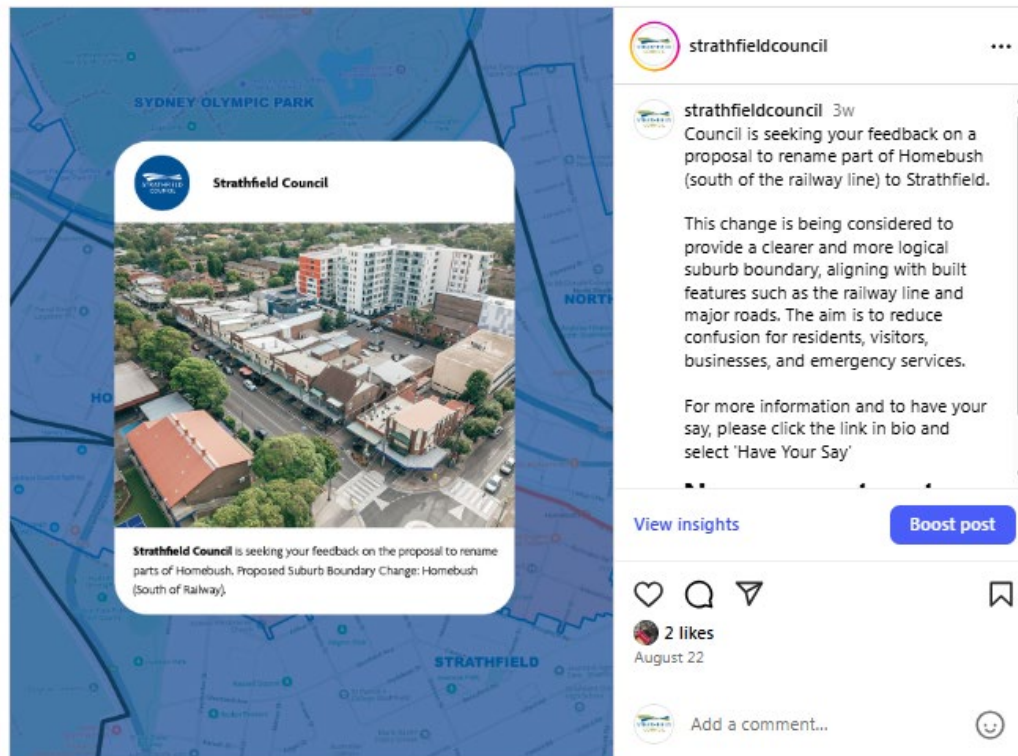 SYDNEY OLYMPIC PARK
STRATHFIELD
COUNCIL
Strathfield Council
NORTH
HO
Strathfield Council is seeking your feedback on the proposal to rename
parts of Homebush. Proposed Suburb Boundary Change: Homebush
(South of Railway).
STRATHFIELD
strathfieldcouncil
strathfieldcouncil 3w
Council is seeking your feedback on a
proposal to rename part of Homebush
(south of the railway line) to Strathfield.
This change is being considered to
provide a clearer and more logical
suburb boundary, aligning with built
features such as the railway line and
major roads. The aim is to reduce
confusion for residents, visitors,
businesses, and emergency services.
For more information and to have your
say, please click the link in bio and
select 'Have Your Say'
View insights
Boost post
2 likes
August 22
Add a comment...